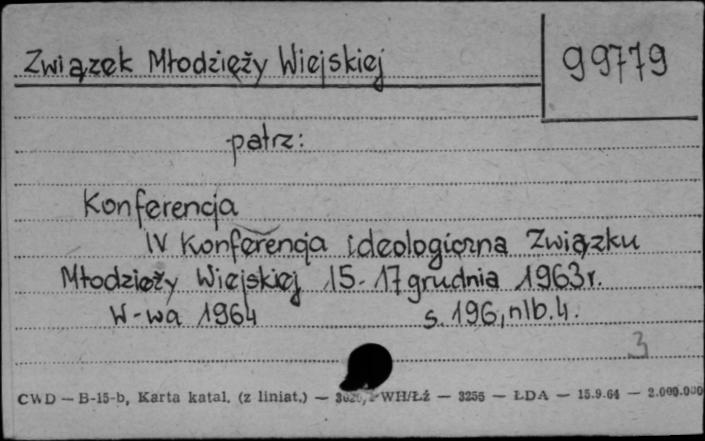 Związek Młodzieży Wiejskiej 99779
patrz:
Konferencja
IV Konferencja ideologiczna Związku
Młodzieży Wiejskiej 15-17 grudnia 1963 r.
W-wa 1964 s. 196, nlb. 4.
3
CWD — B-15-b, Karta katal. (z liniat.) — WH/Łź — 3255 — ŁDA — 15.9.64 — 2.000.000